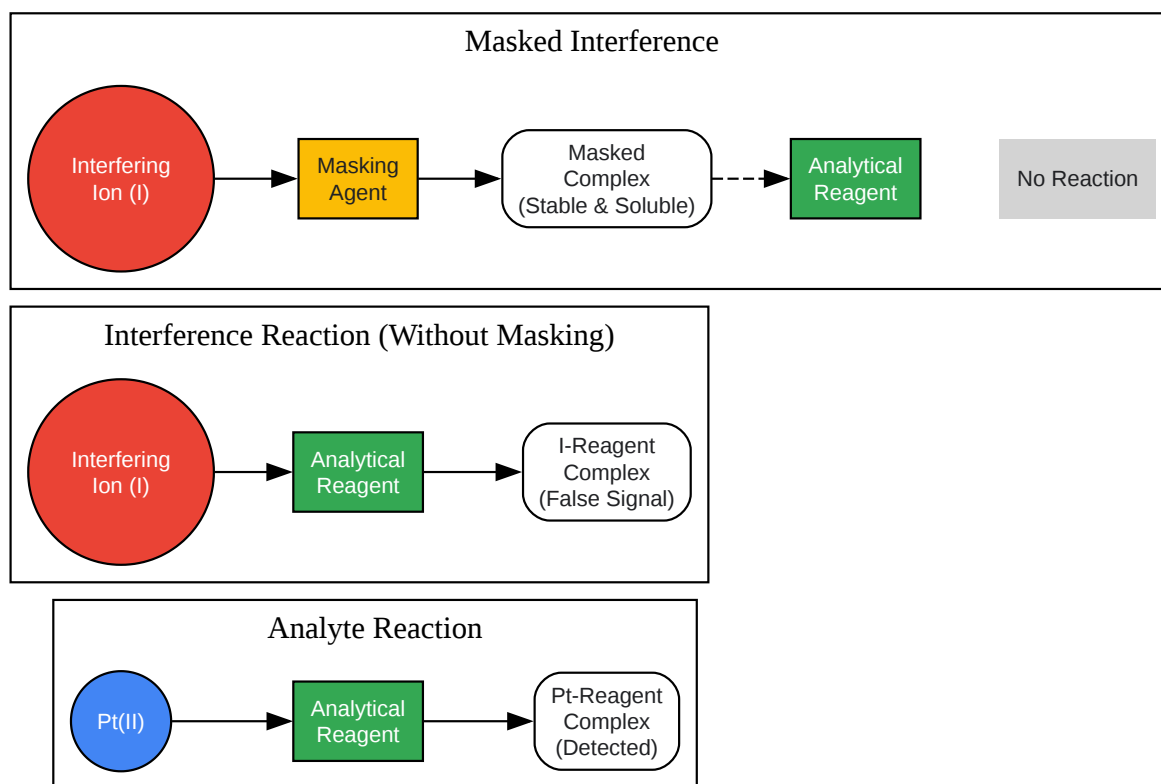 Masked Interference
Interfering
Ion (I)
Masking
Agent
Masked
Complex
(Stable & Soluble)
Analytical
Reagent
No Reaction
Interference Reaction (Without Masking)
Interfering
Ion (I)
Analytical
Reagent
I-Reagent
Complex
(False Signal)
Analyte Reaction
Pt(II)
Analytical
Reagent
Pt-Reagent
Complex
(Detected)